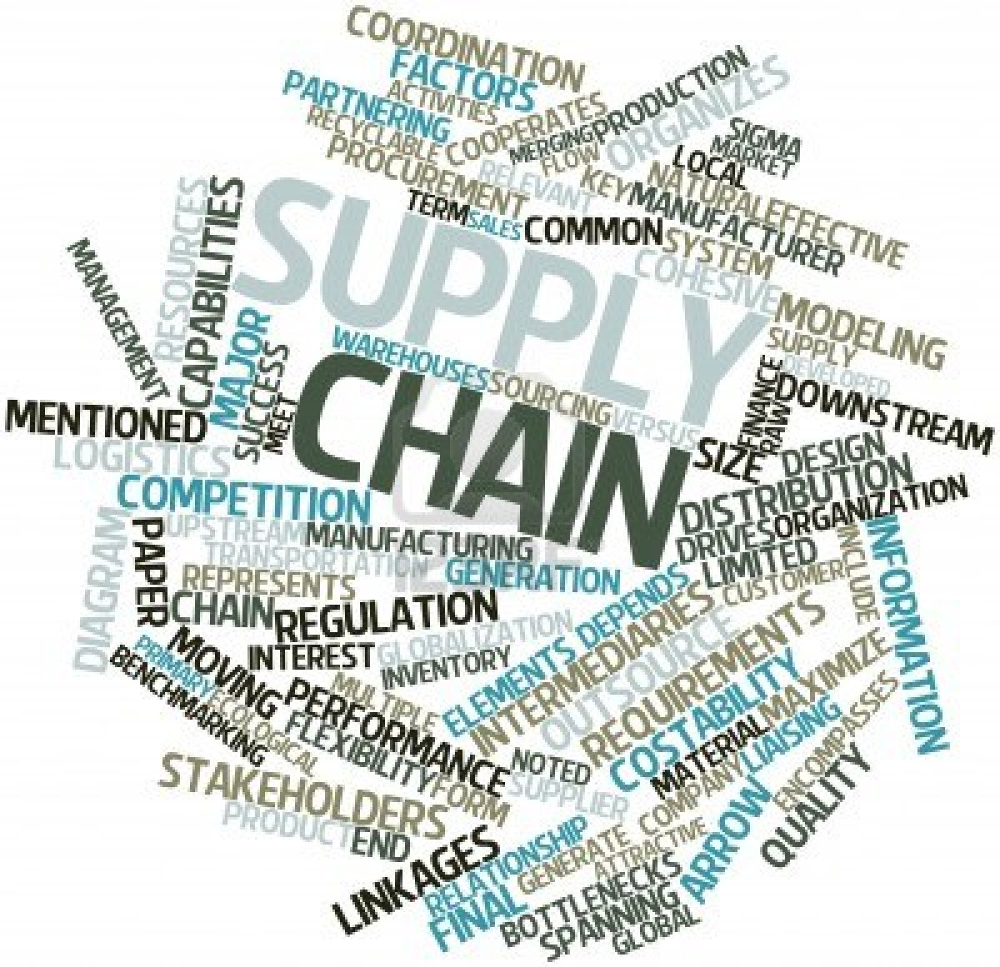 COORDINATION
FACTORS
PARTNERING
ACTIVITIES
RECYCLABLE
COOPERATES
PROCUREMENT
MERGING
PRODUCTION
FLOW
ORGANIZES
SIGMA
MARKET
LOCAL
RELEVANT
KEY
NATURAL
EFFECTIVE
MANUFACTURER
TERM
SALES
COMMON
SYSTEM
COHESIVE
MODELING
SUPPLY
DEVELOPED
DOWNSTREAM
FINANCE
RAW
SUPPLY
RESOURCES
CAPABILITIES
MANAGEMENT
MAJOR
SUCCESS
MEET
WAREHOUSES
SOURCING
VERSUS
SIZE
CHAIN
MENTIONED
LOGISTICS
COMPETITION
UPSTREAM
MANUFACTURING
TRANSPORTATION
GENERATION
DESIGN
DISTRIBUTION
DRIVES
ORGANIZATION
LIMITED
CUSTOMER
INCLUDE
INFORMATION
DIAGRAM
PAPER
REPRESENTS
CHAIN
REGULATION
INTEREST
GLOBALIZATION
INVENTORY
MOVING
PRIMARY
BENCHMARKING
ECOLOGICAL
MULTIPLE
PERFORMANCE
FLEXIBILITY
FORM
ELEMENTS
DEPENDS
INTERMEDIARIES
OUTSOURCE
REQUIREMENTS
COSTABILITY
MATERIAL
MAXIMIZE
LIAISING
COMPANY
ENCOMPASSES
NOTED
SUPPLIER
STAKEHOLDERS
PRODUCT
END
LINKAGES
RELATIONSHIP
FINAL
GENERATE
ATTRACTIVE
BOTTLENECKS
SPANNING
GLOBAL
ARROW
QUALITY